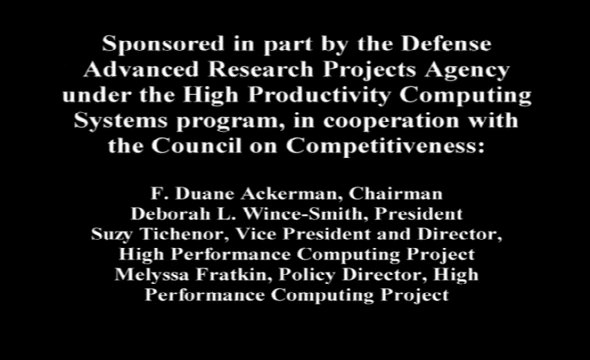 Sponsored in part by the Defense
Advanced Research Projects Agency
under the High Productivity Computing
Systems program, in cooperation with
the Council on Competitiveness:
F. Duane Ackerman, Chairman
Deborah L. Wince-Smith, President
Suzy Tichenor, Vice President and Director,
High Performance Computing Project
Melyssa Fratkin, Policy Director, High
Performance Computing Project